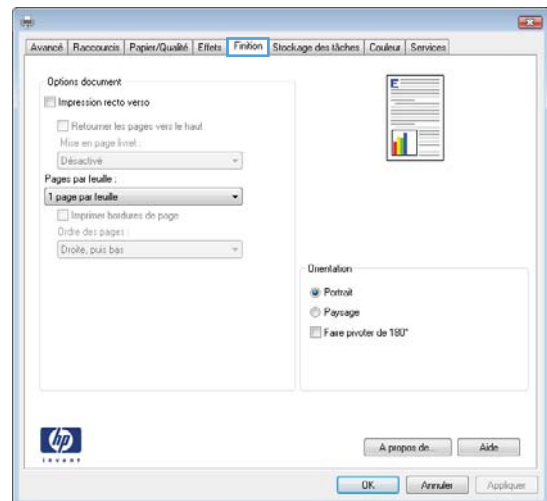 Avancé Raccourcis Papier/Qualité Effets Finition Stockage des tâches Couleur Services
Options document
Impression recto verso
Retourner les pages vers le haut
Mise en page livret :
Désactivé
Pages par feuille :
1 page par feuille
Imprimer bordures de page
Ordre des pages :
Droite, puis bas
E
Orientation
Portrait
Paysage
Faire pivoter de 180°
hp
invent
A propos de... Aide
OK Annuler Appliquer